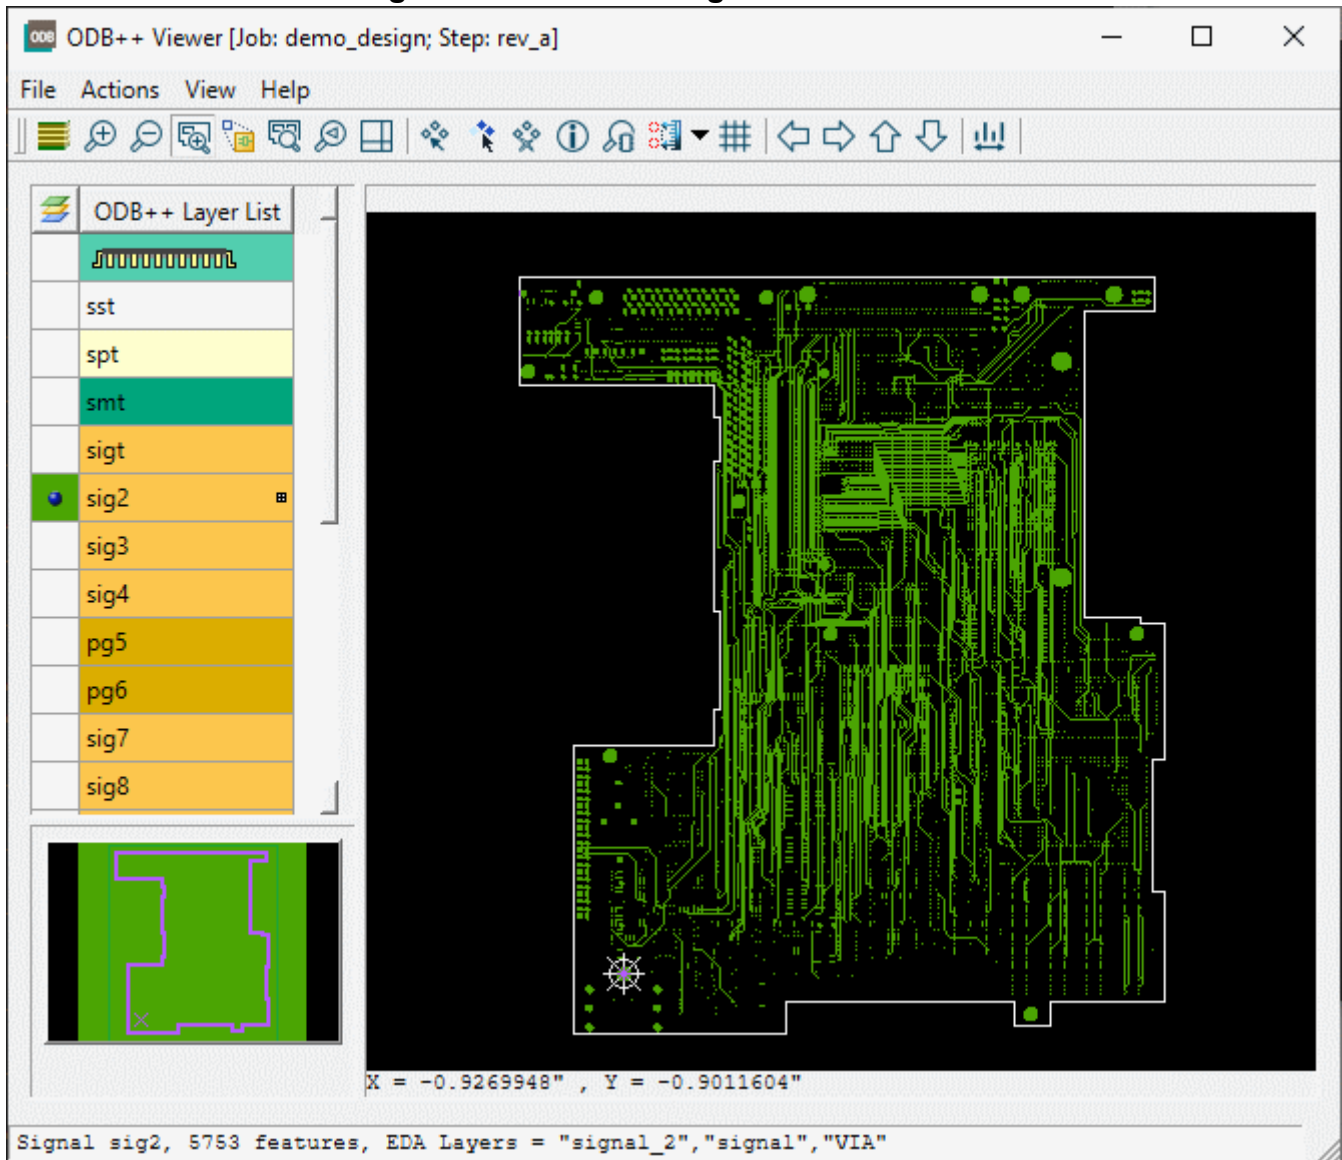 ODB++ Viewer [Job: demo_design; Step: rev_a]
File Actions View Help
ODB++ Layer List
sst
spt
smt
sigt
sig2
sig3
sig4
pg5
pg6
sig7
sig8
X = -0.9269948" , Y = -0.9011604"
Signal sig2, 5753 features, EDA Layers = "signal_2","signal","VIA"